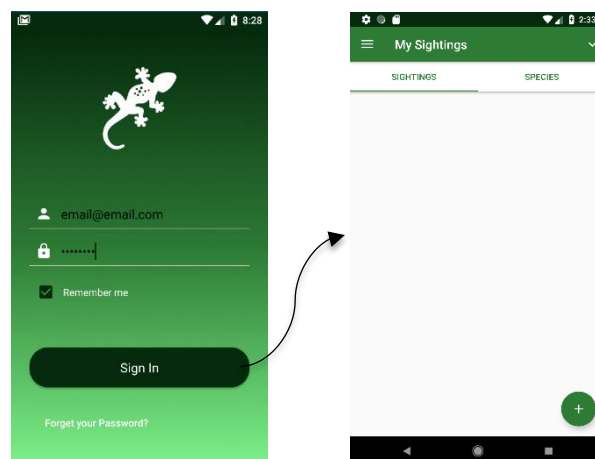 8:28
email@email.com
••••••••
Remember me
Sign In
Forget your Password?
2:33
My Sightings
SIGHTINGS SPECIES
+